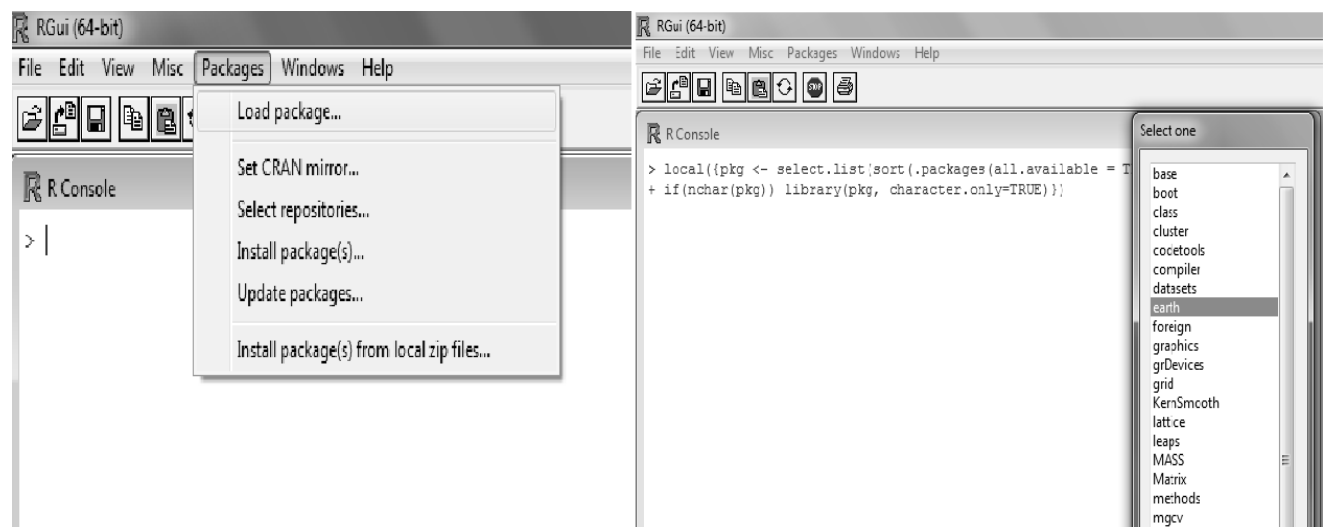 RGui (64-bit)
File Edit View Misc Packages Windows Help
Load package...
Set CRAN mirror...
Select repositories...
Install package(s)...
Update packages...
Install package(s) from local zip files...
R Console
>
RGui (64-bit)
File Edit View Misc Packages Windows Help
STOP
R Console
> local({pkg <- select.list(sort(.packages(all.available = T
+ if(nchar(pkg)) library(pkg, character.only=TRUE)})
Select one
base
boot
class
cluster
codetools
compiler
datasets
earth
foreign
graphics
grDevices
grid
KernSmooth
lattice
leaps
MASS
Matrix
methods
mgcv